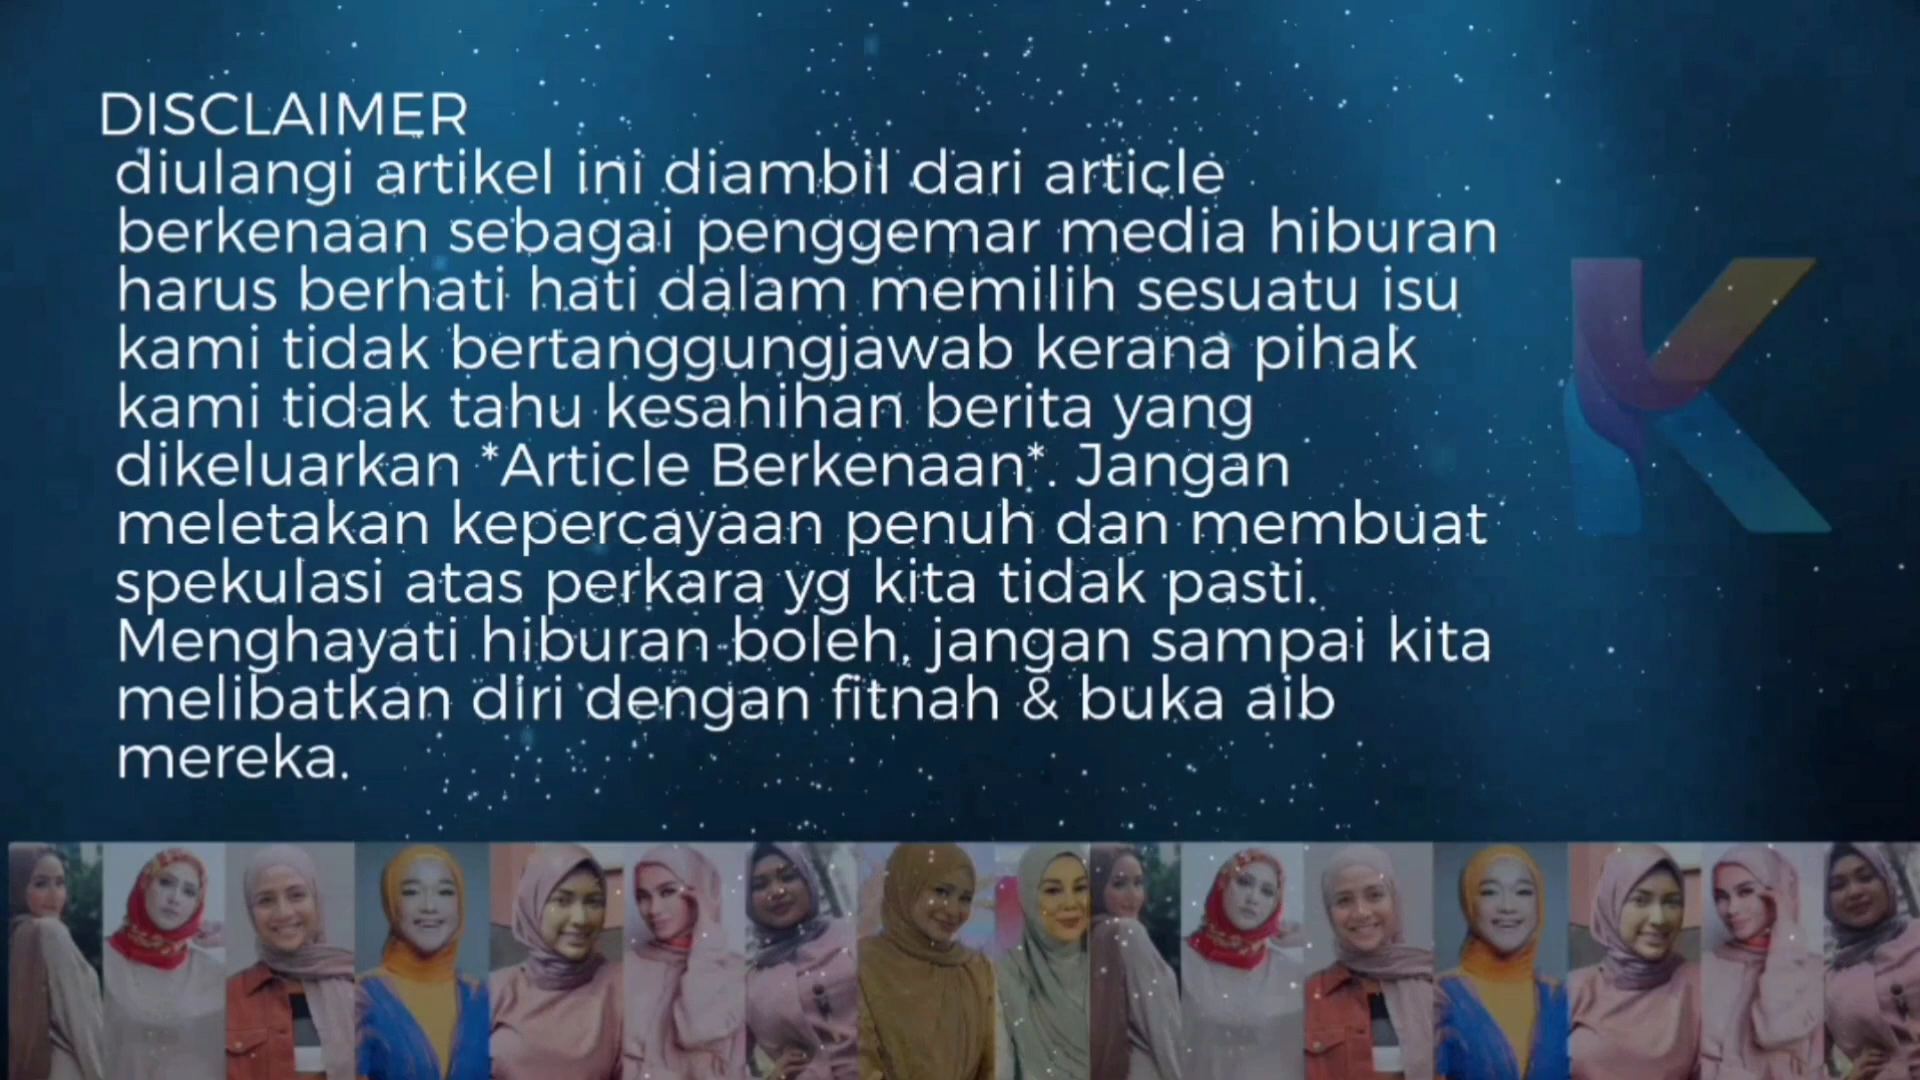 DISCLAIMER
diulangi artikel ini diambil dari article
berkenaan sebagai penggemar media hiburan
harus berhati hati dalam memilih sesuatu isu
kami tidak bertanggungjawab kerana pihak
kami tidak tahu kesahihan berita yang
dikeluarkan *Article Berkenaan*. Jangan
meletakan kepercayaan penuh dan membuat
spekulasi atas perkara yg kita tidak pasti.
Menghayati hiburan boleh, jangan sampai kita
melibatkan diri dengan fitnah & buka aib
mereka.
K